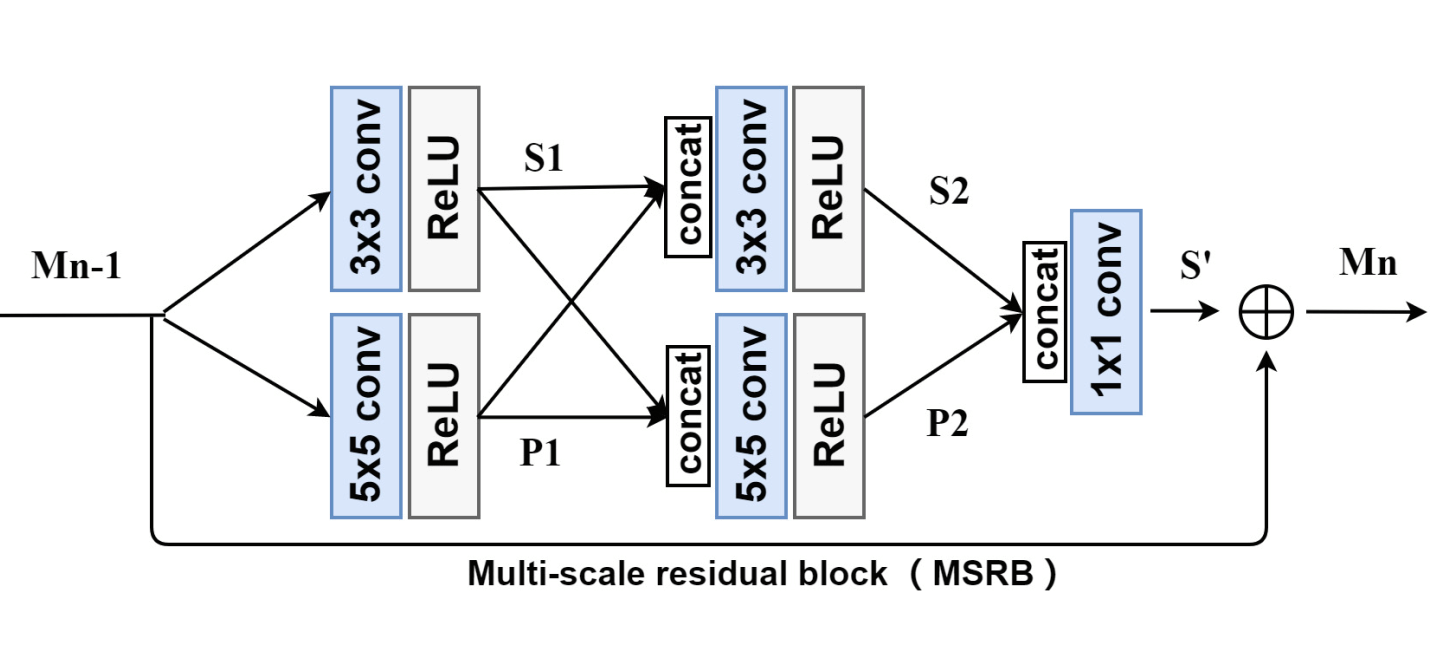 Mn-1
3x3 conv
ReLU
5x5 conv
ReLU
S1
P1
concat
3x3 conv
ReLU
concat
5x5 conv
ReLU
S2
P2
concat
1x1 conv
S'
Mn
Multi-scale residual block ( MSRB )